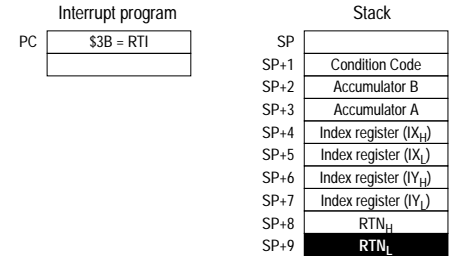 Interrupt program
Stack
PC $3B = RTI
SP
SP+1 Condition Code
SP+2 Accumulator B
SP+3 Accumulator A
SP+4 Index register (IXH)
SP+5 Index register (IXL)
SP+6 Index register (IYH)
SP+7 Index register (IYL)
SP+8 RTNH
SP+9 RTNL